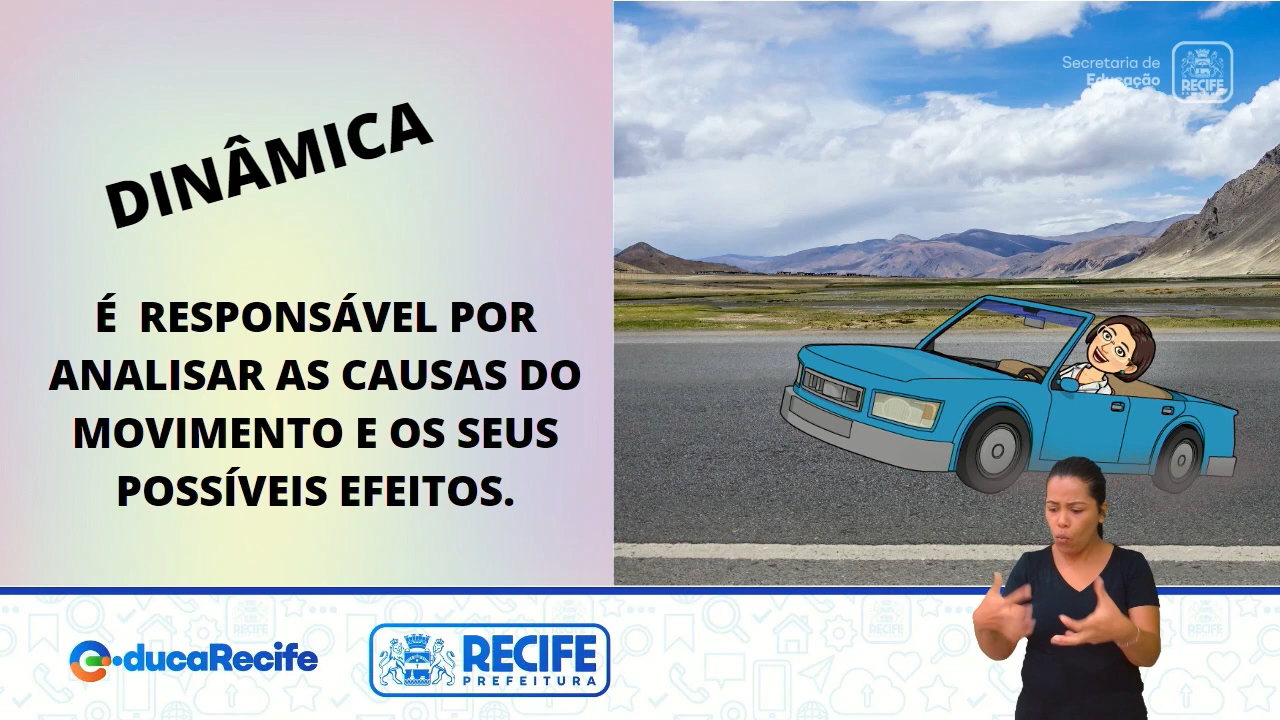 DINÂMICA
É RESPONSÁVEL POR
ANALISAR AS CAUSAS DO
MOVIMENTO E OS SEUS
POSSÍVEIS EFEITOS.
Secretaria de
Educação
RECIFE
PREFEITURA
educaRecife
RECIFE
PREFEITURA